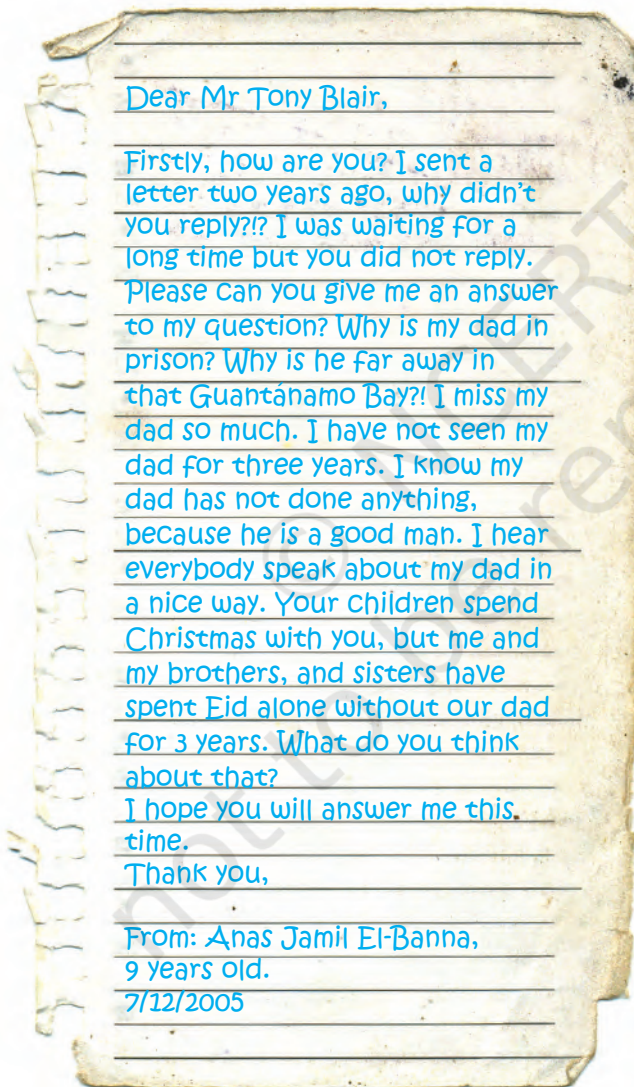 Dear Mr Tony Blair,
Firstly, how are you? I sent a
letter two years ago, why didn't
you reply?!? I was waiting for a
long time but you did not reply.
Please can you give me an answer
to my question? Why is my dad in
prison? Why is he far away in
that Guantánamo Bay?! I miss my
dad so much. I have not seen my
dad for three years. I know my
dad has not done anything,
because he is a good man. I hear
everybody speak about my dad in
a nice way. Your children spend
Christmas with you, but me and
my brothers, and sisters have
spent Eid alone without our dad
for 3 years. What do you think
about that?
I hope you will answer me this
time.
Thank you,
From: Anas Jamil El-Banna,
9 years old.
7/12/2005
© NCERT
not to be